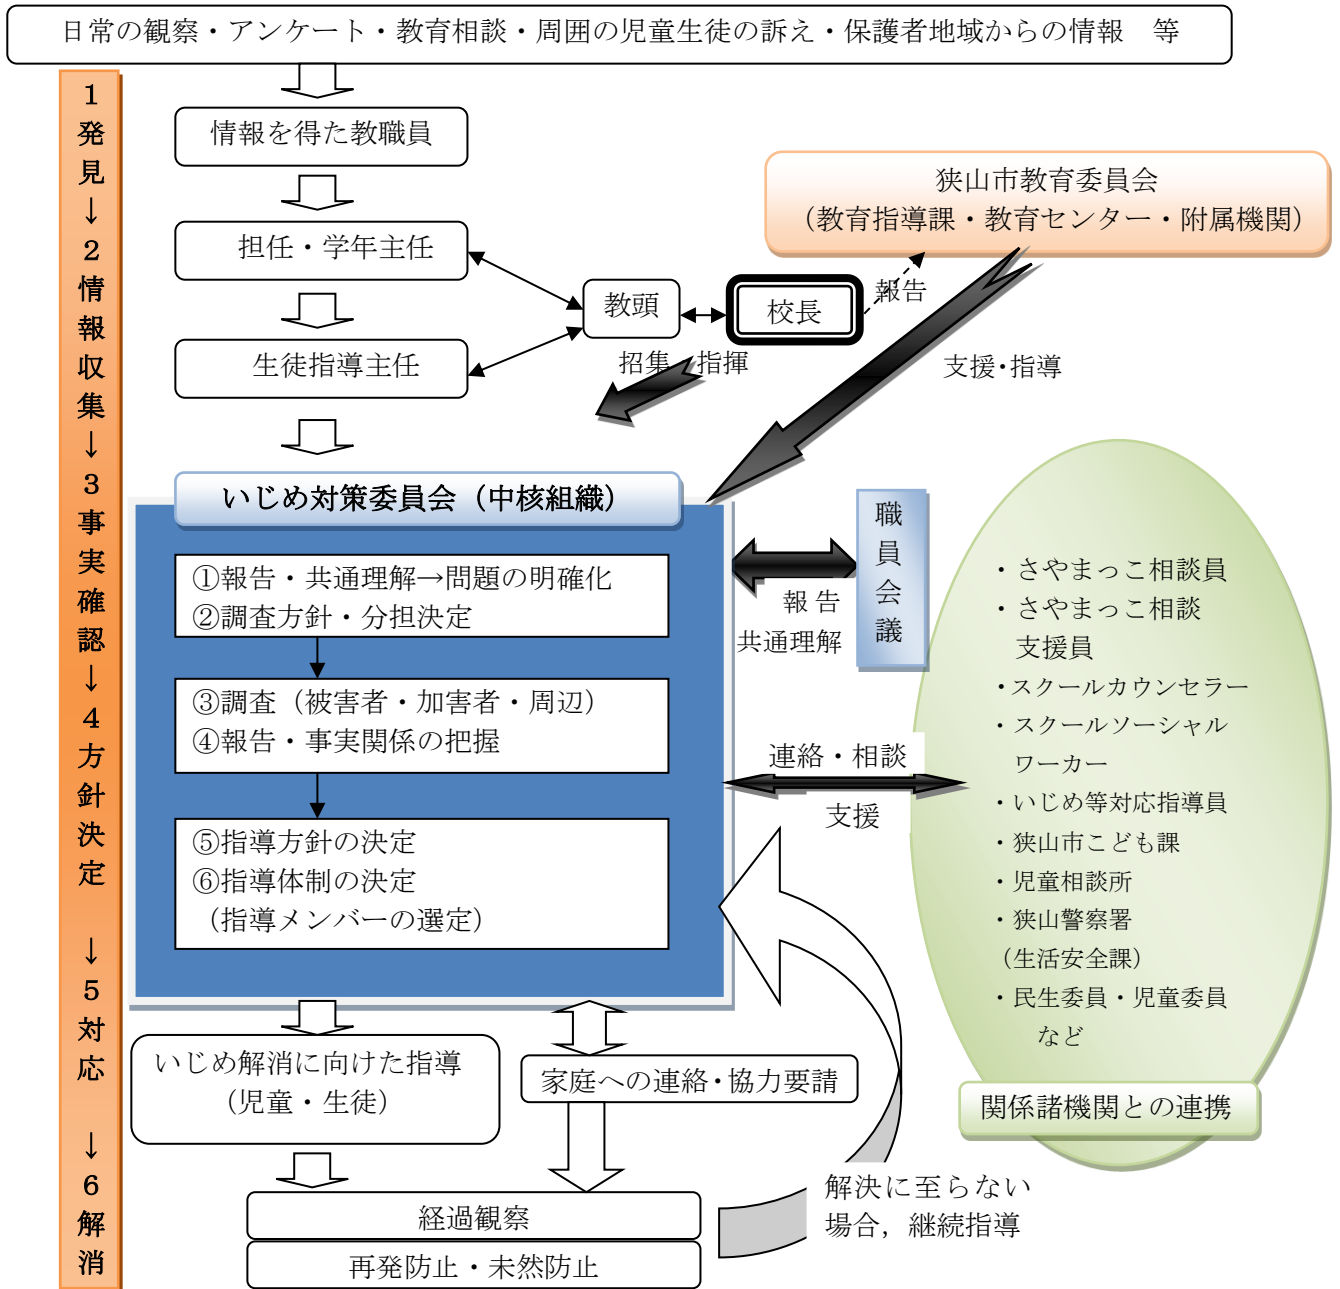 日常の観察・アンケート・教育相談・周囲の児童生徒の訴え・保護者地域からの情報　等
1発見→2情報収集→3事実確認→4方針決定　→5対応　→6解消
情報を得た教職員
担任・学年主任
生徒指導主任
教頭
校長
報告
狭山市教育委員会
（教育指導課・教育センター・附属機関）
招集・指揮
支援・指導
いじめ対策委員会（中核組織）
①報告・共通理解→問題の明確化
②調査方針・分担決定
③調査（被害者・加害者・周辺）
④報告・事実関係の把握
⑤指導方針の決定
⑥指導体制の決定
（指導メンバーの選定）
職員会議
報 告
共通理解
連絡・相談
支援
・さやまっこ相談員
・さやまっこ相談
支援員
・スクールカウンセラー
・スクールソーシャル
ワーカー
・いじめ等対応指導員
・狭山市こども課
・児童相談所
・狭山警察署
（生活安全課）
・民生委員・児童委員
など
関係諸機関との連携
いじめ解消に向けた指導
（児童・生徒）
家庭への連絡・協力要請
経過観察
再発防止・未然防止
解決に至らない
場合，継続指導